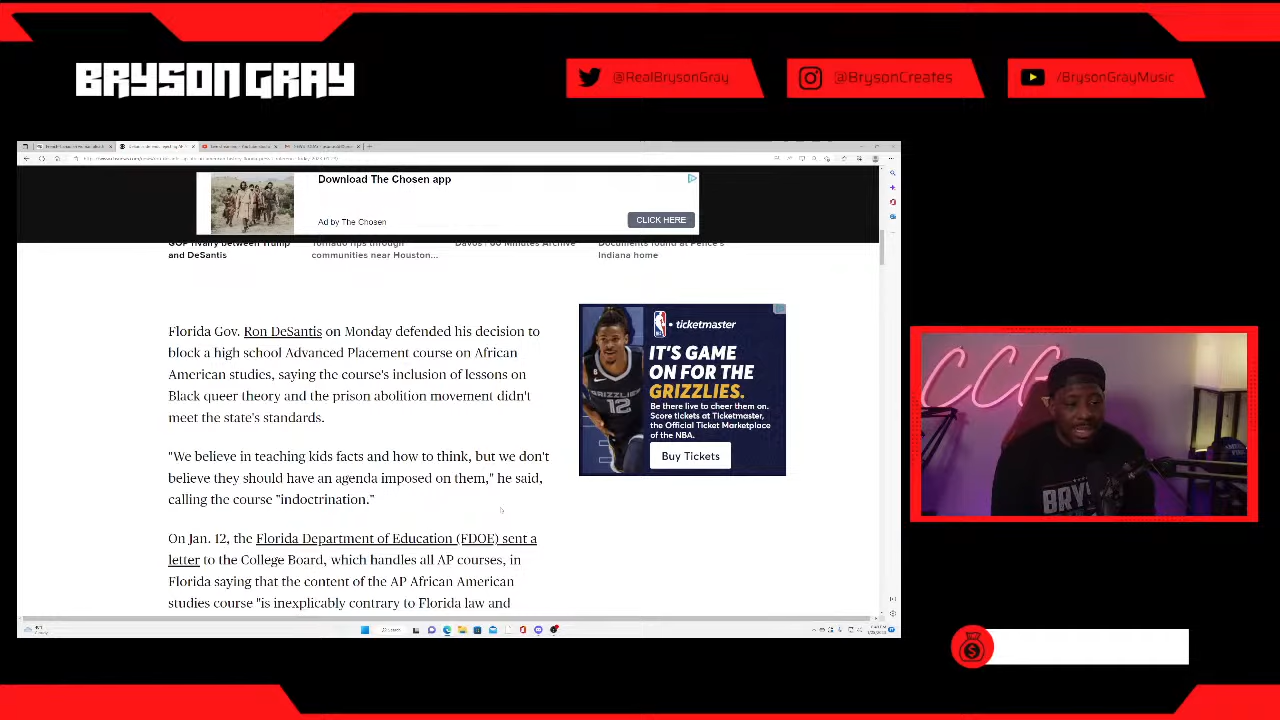 BRYSON GRAY
@RealBrysonGray
@BrysonCreates
/BrysonGrayMusic
Download The Chosen app
Ad by The Chosen
CLICK HERE
GOP rivalry between Trump
and DeSantis
Tornado rips through
communities near Houston...
Davos | 60 Minutes Archive
Documents found at Pence's
Indiana home
Florida Gov. Ron DeSantis on Monday defended his decision to
block a high school Advanced Placement course on African
American studies, saying the course's inclusion of lessons on
Black queer theory and the prison abolition movement didn't
meet the state's standards.
"We believe in teaching kids facts and how to think, but we don't
believe they should have an agenda imposed on them," he said,
calling the course "indoctrination."
On Jan. 12, the Florida Department of Education (FDOE) sent a
letter to the College Board, which handles all AP courses, in
Florida saying that the content of the AP African American
studies course "is inexplicably contrary to Florida law and
ticketmaster
IT'S GAME
ON FOR THE
GRIZZLIES.
Be there live to cheer them on.
Score tickets at Ticketmaster,
the Official Ticket Marketplace
of the NBA.
Buy Tickets
GRIZZLIES
12
CCG
BRYS